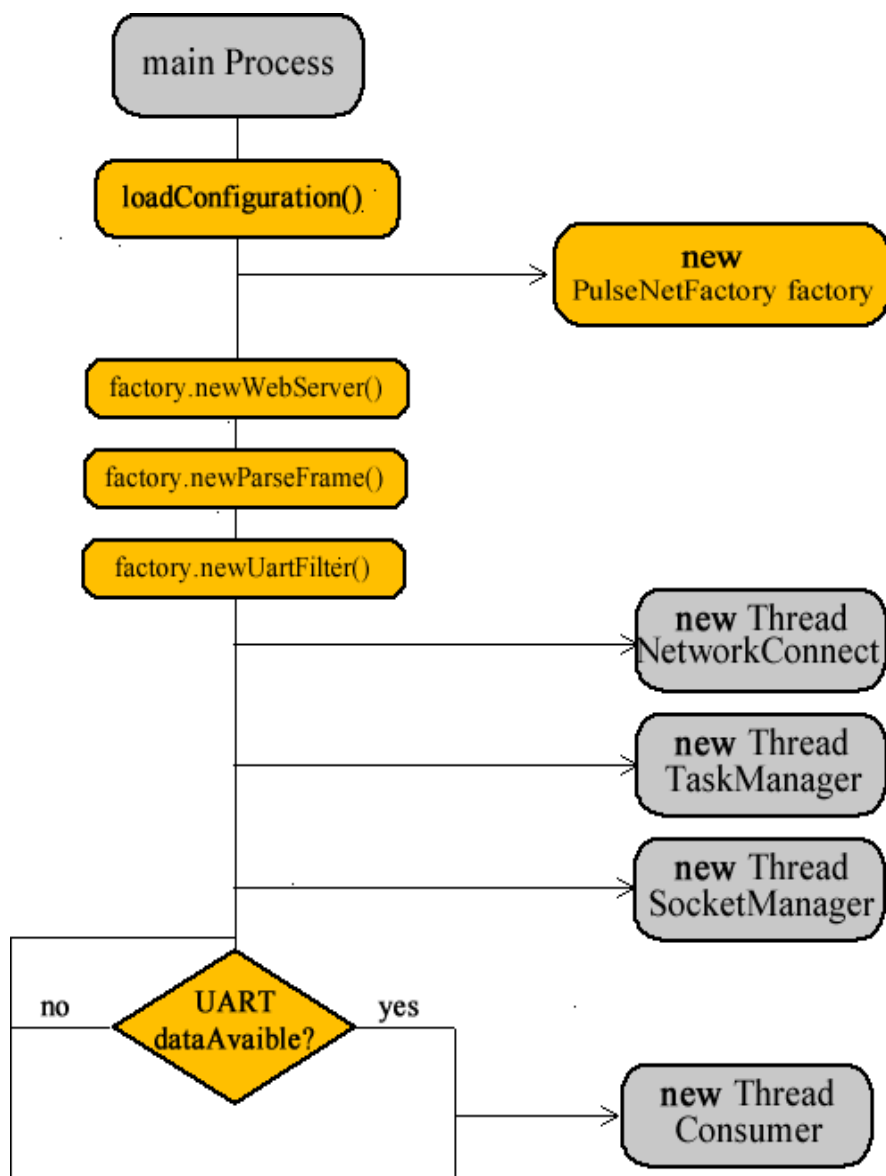 main Process
loadConfiguration()
new
PulseNetFactory factory
factory.newWebServer()
factory.newParseFrame()
factory.newUartFilter()
new Thread
NetworkConnect
new Thread
TaskManager
new Thread
SocketManager
no
UART
dataAvaible?
yes
new Thread
Consumer